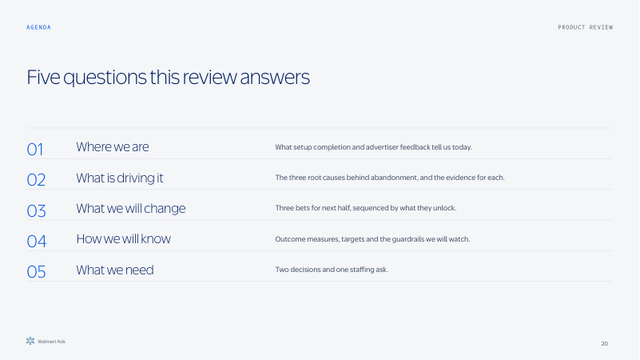 AGENDA
PRODUCT REVIEW
Five questions this review answers
01 Where we are What setup completion and advertiser feedback tell us today.
02 What is driving it The three root causes behind abandonment, and the evidence for each.
03 What we will change Three bets for next half, sequenced by what they unlock.
04 How we will know Outcome measures, targets and the guardrails we will watch.
05 What we need Two decisions and one staffing ask.
Walmart Ads
20